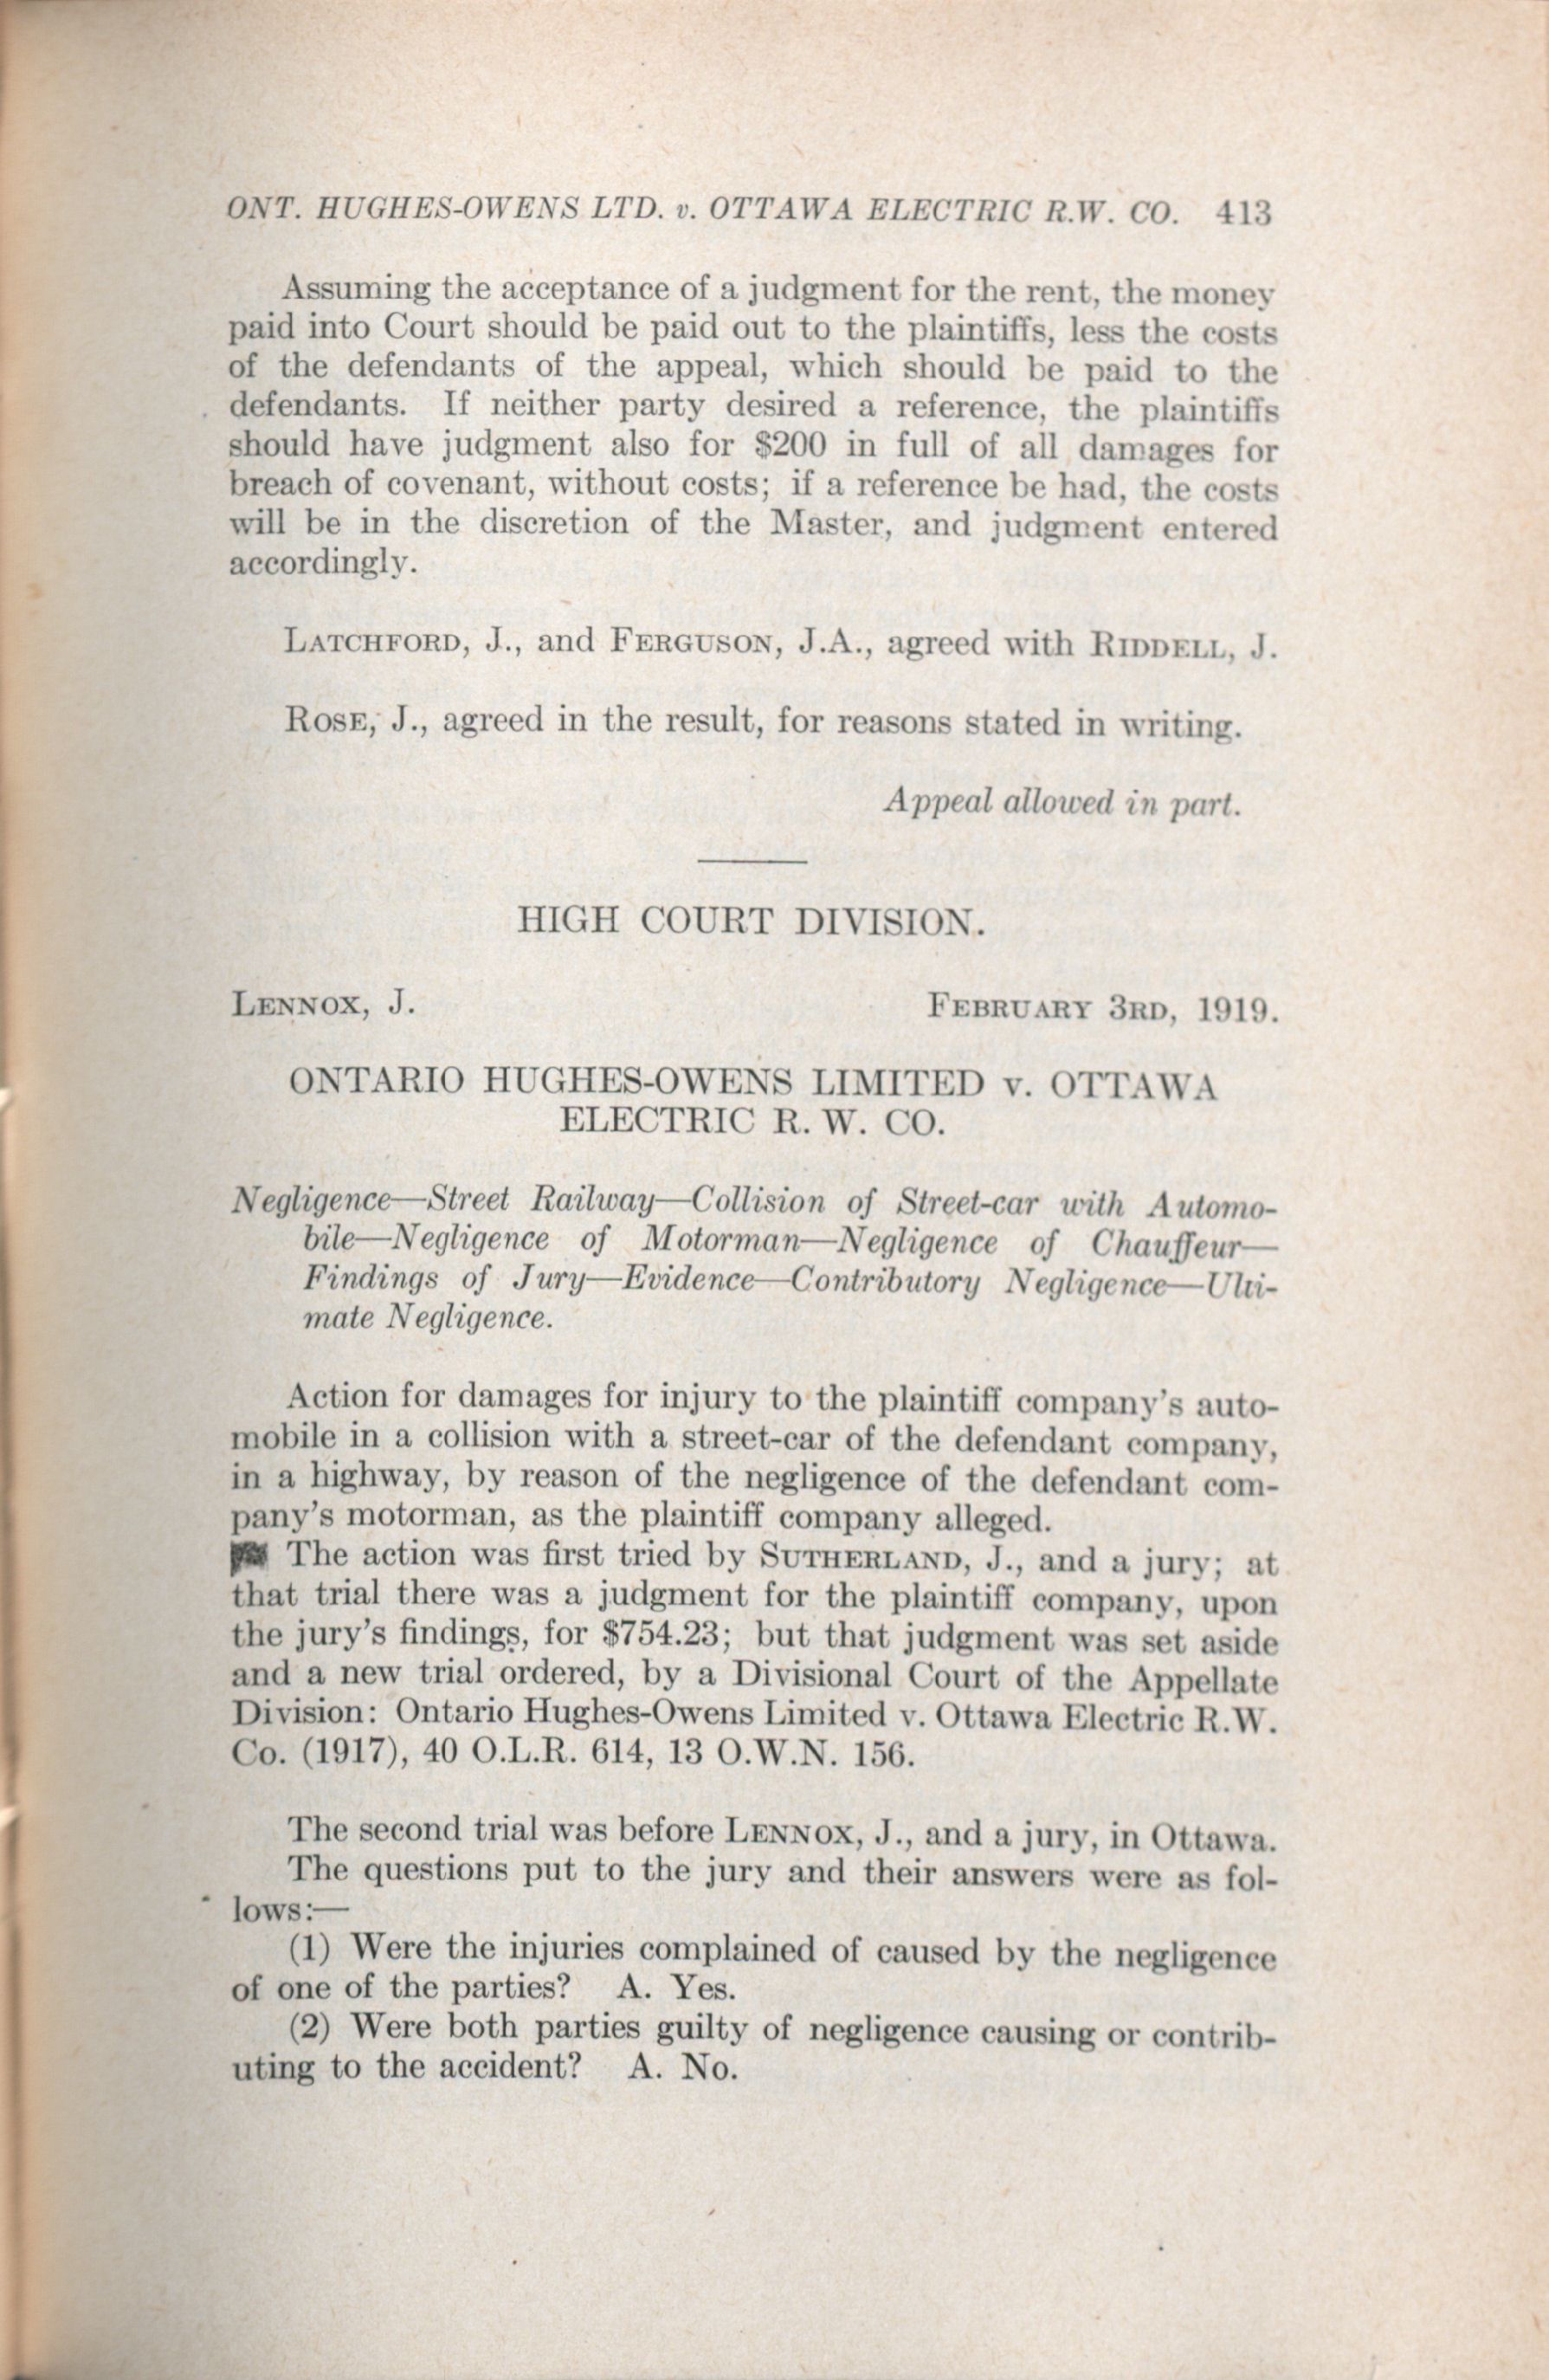 ONT. HUGHES-OWENS LTD. v. OTTAWA ELECTRIC R.W. CO. 413
Assuming the acceptance of a judgment for the rent, the money
paid into Court should be paid out to the plaintiffs, less the costs
of the defendants of the appeal, which should be paid to the
defendants. If neither party desired a reference, the plaintiffs
should have judgment also for $200 in full of all damages for
breach of covenant, without costs; if a reference be had, the costs
will be in the discretion of the Master, and judgment entered
accordingly.
LATCHFORD, J., and FERGUSON, J.A., agreed with RIDDELL, J.
ROSE, J., agreed in the result, for reasons stated in writing.
Appeal allowed in part.
HIGH COURT DIVISION.
LENNOX, J. FEBRUARY 3RD, 1919.
ONTARIO HUGHES-OWENS LIMITED v. OTTAWA
ELECTRIC R. W. CO.
Negligence—Street Railway—Collision of Street-car with Automo-
bile—Negligence of Motorman—Negligence of Chauffeur—
Findings of Jury—Evidence—Contributory Negligence—Ulti-
mate Negligence.
Action for damages for injury to the plaintiff company's auto-
mobile in a collision with a street-car of the defendant company,
in a highway, by reason of the negligence of the defendant com-
pany's motorman, as the plaintiff company alleged.
The action was first tried by SUTHERLAND, J., and a jury; at
that trial there was a judgment for the plaintiff company, upon
the jury's findings, for $754.23; but that judgment was set aside
and a new trial ordered, by a Divisional Court of the Appellate
Division: Ontario Hughes-Owens Limited v. Ottawa Electric R.W.
Co. (1917), 40 O.L.R. 614, 13 O.W.N. 156.
The second trial was before LENNOX, J., and a jury, in Ottawa.
The questions put to the jury and their answers were as fol-
lows:—
(1) Were the injuries complained of caused by the negligence
of one of the parties? A. Yes.
(2) Were both parties guilty of negligence causing or contrib-
uting to the accident? A. No.